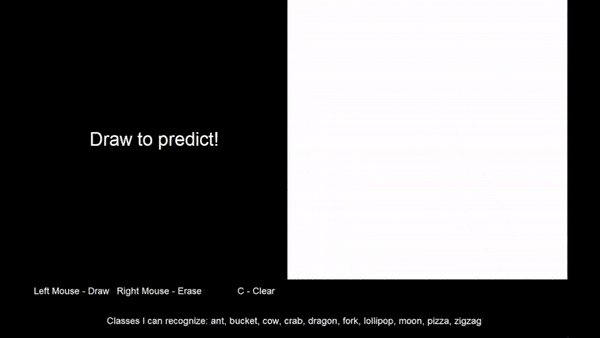 Draw to predict!
Left Mouse - Draw Right Mouse - Erase C - Clear
Classes I can recognize: ant, bucket, cow, crab, dragon, fork, lollipop, moon, pizza, zigzag